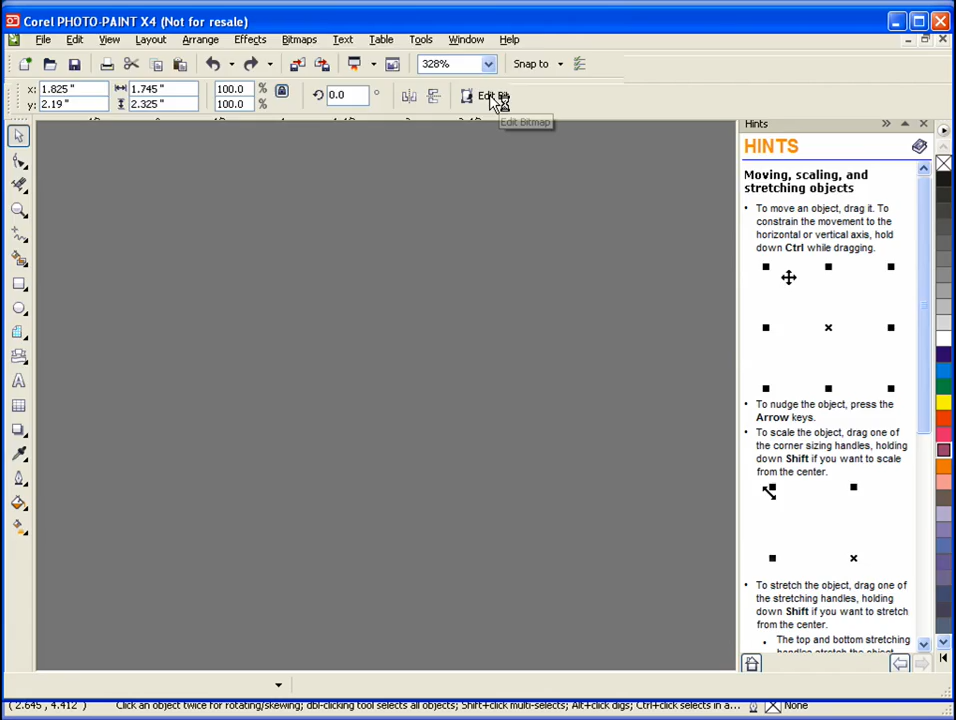 Corel PHOTO-PAINT X4 (Not for resale)
File Edit View Layout Arrange Effects Bitmaps Text Table Tools Window Help
328% Snap to
x: 1.825 " 1.745 " 100.0 %
y: 2.19 " 2.325 " 100.0 %
0.0 °
Edit Bit
Edit Bitmap
Hints
HINTS
Moving, scaling, and
stretching objects
• To move an object, drag it. To
constrain the movement to the
horizontal or vertical axis, hold
down Ctrl while dragging.
• To nudge the object, press the
Arrow keys.
• To scale the object, drag one of
the corner sizing handles, holding
down Shift if you want to scale
from the center.
• To stretch the object, drag one of
the stretching handles, holding
down Shift if you want to stretch
from the center.
• The top and bottom stretching
handles stretch the object
( 2.645 , 4.412 ) Click an object twice for rotating/skewing; dbl-clicking tool selects all objects; Shift+click multi-selects; Alt+click digs; Ctrl+click selects in a... None